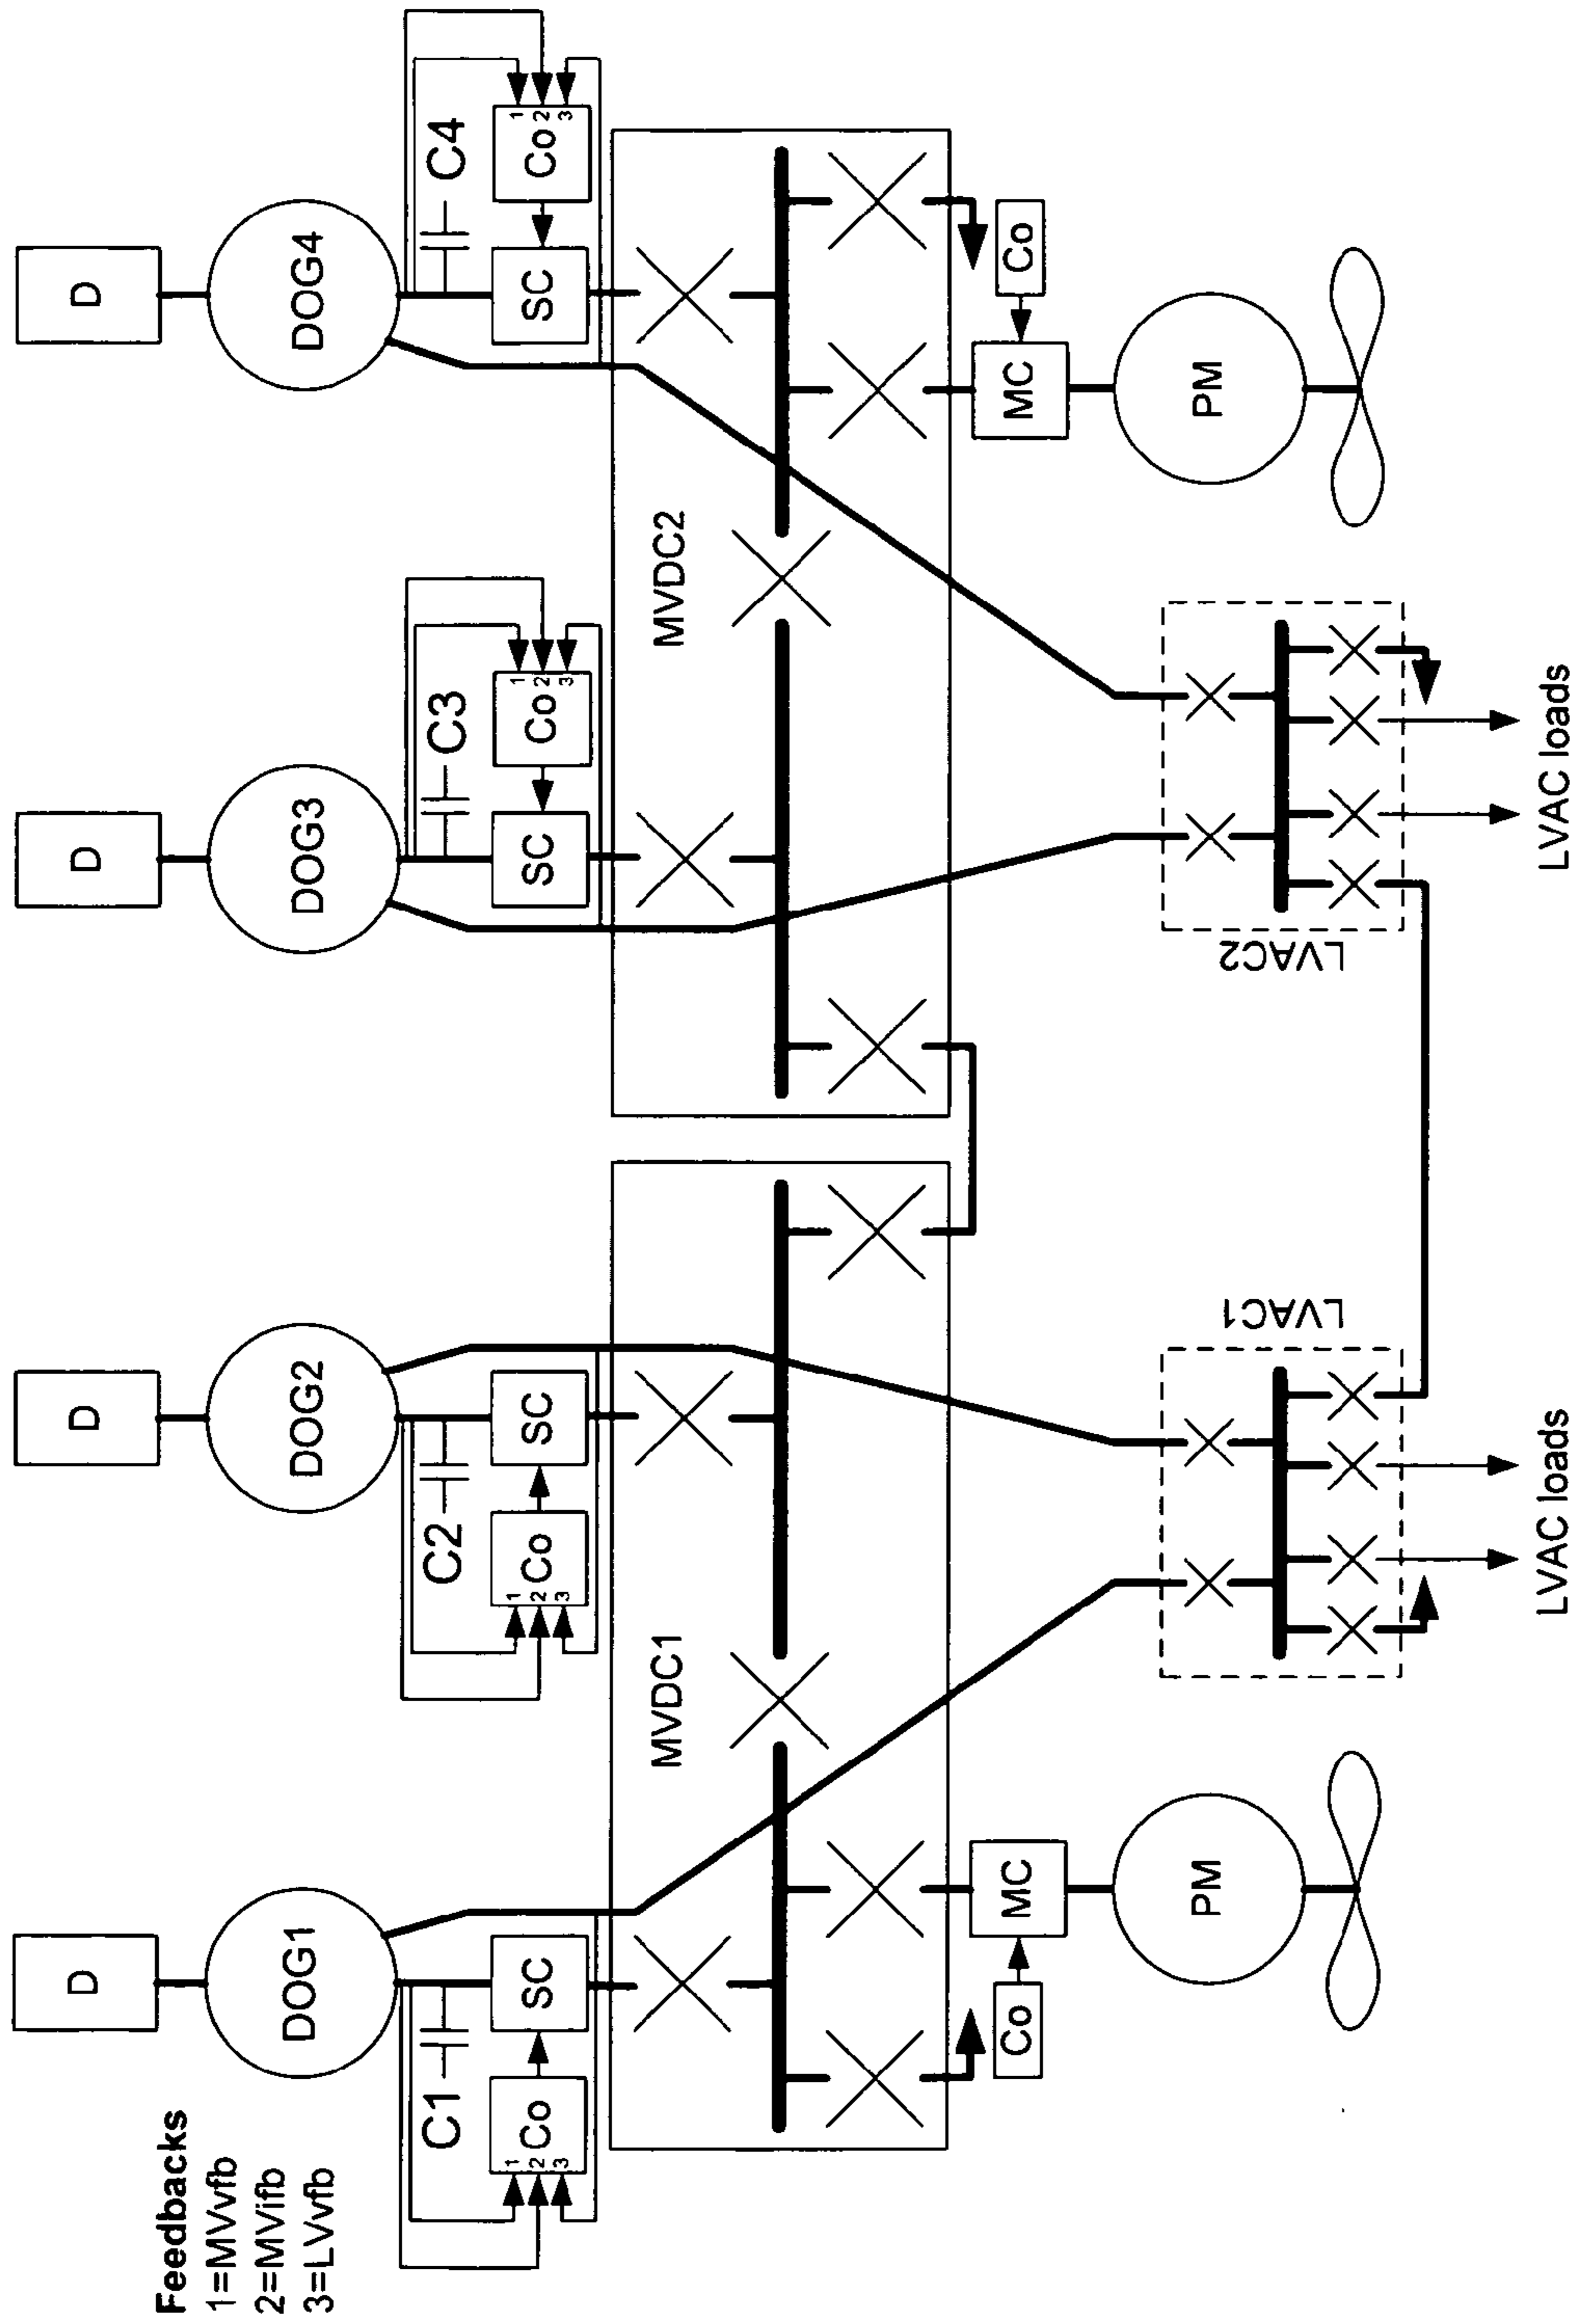 Feedbacks
1=MVvfb
2=MVifb
3=LVvfb
D
D
D
D
DOG1
DOG2
DOG3
DOG4
C1
C2
C3
C4
1
2
3
Co
SC
1
2
3
Co
SC
SC
Co
1
2
3
SC
Co
1
2
3
MVDC1
MVDC2
Co
MC
MC
Co
PM
PM
LVAC1
LVAC2
LVAC loads
LVAC loads